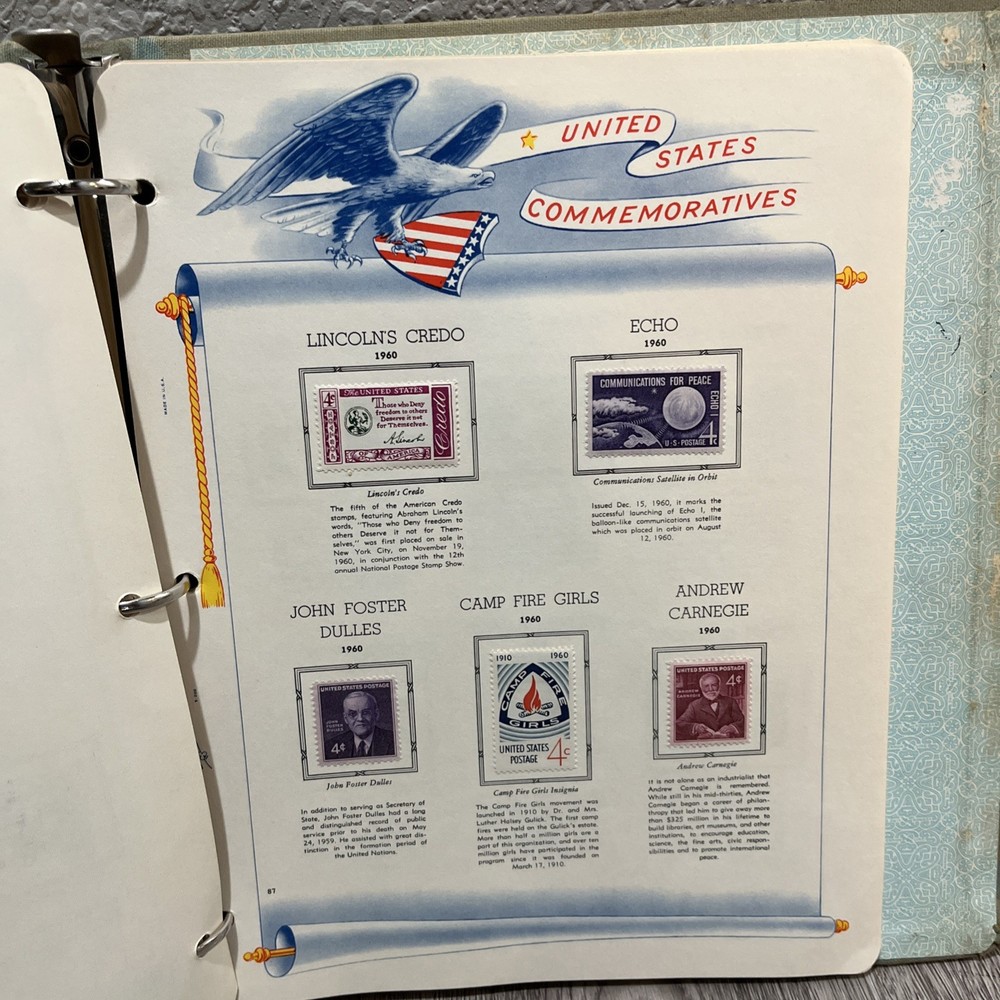 UNITED
STATES
COMMEMORATIVES
LINCOLN'S CREDO
1960
The UNITED STATES
4¢
Those who Deny
freedom to others
Deserve it not
for Themselves.
A. Lincoln
Credo
OF AMERICA
Lincoln's Credo
The fifth of the American Credo
stamps, featuring Abraham Lincoln's
words, "Those who Deny freedom to
others Deserve it not for Them-
selves," was first placed on sale in
New York City, on November 19,
1960, in conjunction with the 12th
annual National Postage Stamp Show.
ECHO
1960
COMMUNICATIONS FOR PEACE
ECHO I
U·S·POSTAGE 4¢
Communications Satellite in Orbit
Issued Dec. 15, 1960, it marks the
successful launching of Echo I, the
balloon-like communications satellite
which was placed in orbit on August
12, 1960.
MADE IN U.S.A.
JOHN FOSTER
DULLES
1960
UNITED STATES POSTAGE
JOHN
FOSTER
DULLES
4¢
John Foster Dulles
In addition to serving as Secretary of
State, John Foster Dulles had a long
and distinguished record of public
service prior to his death on May
24, 1959. He assisted with great dis-
tinction in the formation period of
the United Nations.
CAMP FIRE GIRLS
1960
1910 1960
CAMP FIRE
GIRLS
UNITED STATES
POSTAGE 4c
Camp Fire Girls Insignia
The Camp Fire Girls movement was
launched in 1910 by Dr. and Mrs.
Luther Halsey Gulick. The first camp
fires were held on the Gulick's estate.
More than half a million girls are a
part of this organization, and over ten
million girls have participated in the
program since it was founded on
March 17, 1910.
ANDREW
CARNEGIE
1960
UNITED STATES POSTAGE
ANDREW
CARNEGIE
4¢
Andrew Carnegie
It is not alone as an industrialist that
Andrew Carnegie is remembered.
While still in his mid-thirties, Andrew
Carnegie began a career of philan-
thropy that led him to give away more
than $325 million in his lifetime to
build libraries, art museums, and other
institutions, to encourage education,
science, the fine arts, civic respon-
sibilities and to promote international
peace.
87